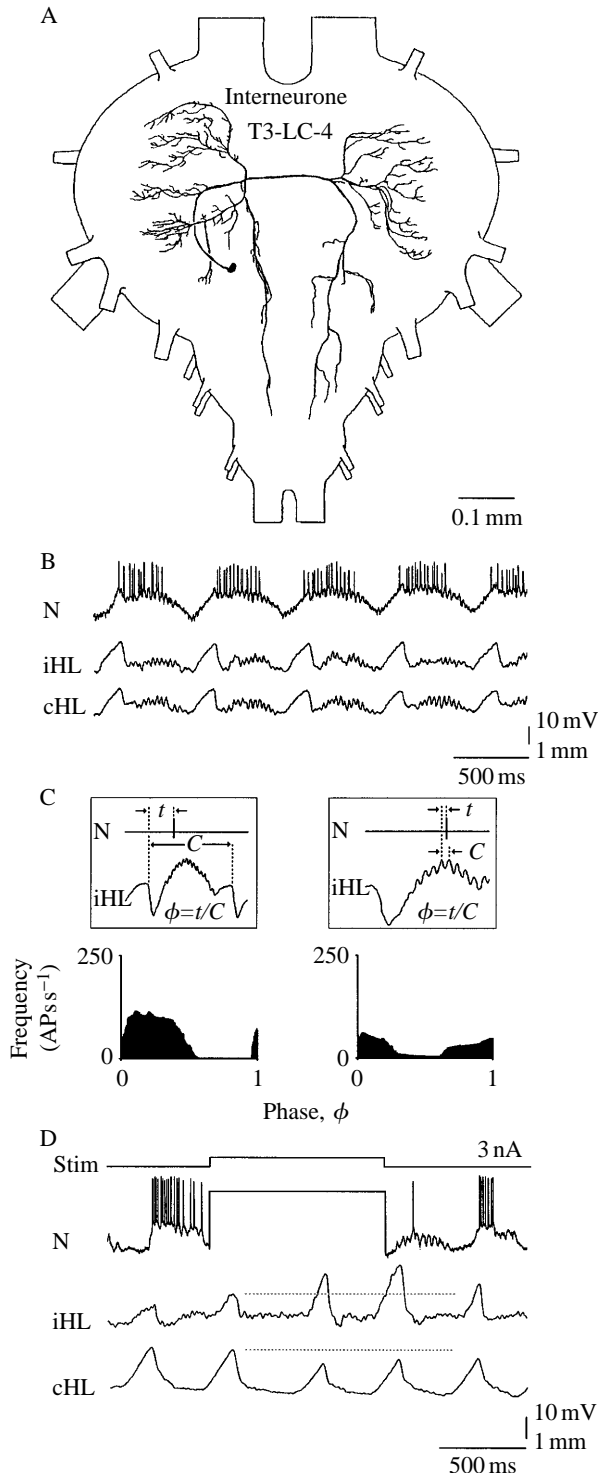 A
Interneurone
T3-LC-4
0.1 mm
B
N
iHL
cHL
10 mV
1 mm
500 ms
C
t
N
C
iHL
ϕ=t/C
t
N
C
iHL
ϕ=t/C
Frequency
(APs s⁻¹)
250
0
0
1
250
0
0
1
Phase, ϕ
D
Stim
3 nA
N
iHL
cHL
10 mV
1 mm
500 ms